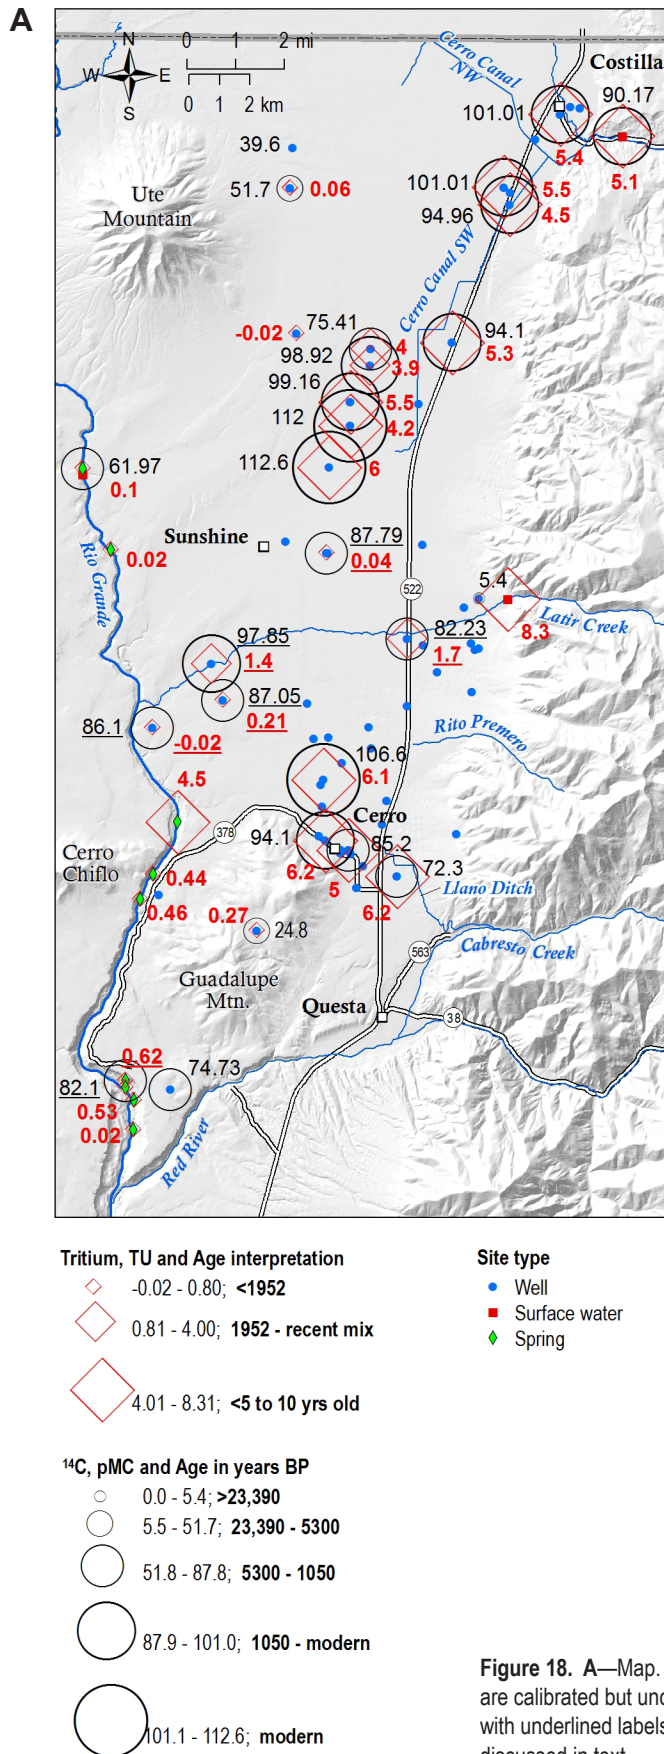 A
N
W E
S
0 1 2 mi
0 1 2 km
Cerro Canal
NW
Costilla
90.17
101.01
5.4
5.1
39.6
51.7
0.06
Ute
Mountain
101.01
5.5
94.96
4.5
Cerro Canal SW
-0.02
75.41
4
98.92
3.9
94.1
5.3
99.16
5.5
112
4.2
112.6
6
61.97
0.1
Rio Grande
0.02
Sunshine
87.79
0.04
522
5.4
8.3
Latir Creek
97.85
1.4
82.23
1.7
87.05
0.21
86.1
-0.02
Rito Premero
4.5
106.6
6.1
378
Cerro
94.1
85.2
6.2
5
72.3
6.2
Llano Ditch
Cerro
Chiflo
0.44
0.46
0.27
24.8
Cabresto Creek
563
Guadalupe
Mtn.
Questa
38
0.62
74.73
82.1
0.53
0.02
Red River
Tritium, TU and Age interpretation
-0.02 - 0.80; <1952
0.81 - 4.00; 1952 - recent mix
4.01 - 8.31; <5 to 10 yrs old
Site type
Well
Surface water
Spring
¹⁴C, pMC and Age in years BP
0.0 - 5.4; >23,390
5.5 - 51.7; 23,390 - 5300
51.8 - 87.8; 5300 - 1050
87.9 - 101.0; 1050 - modern
101.1 - 112.6; modern
Figure 18. A—Map.
are calibrated but unc
with underlined labels
discussed in text